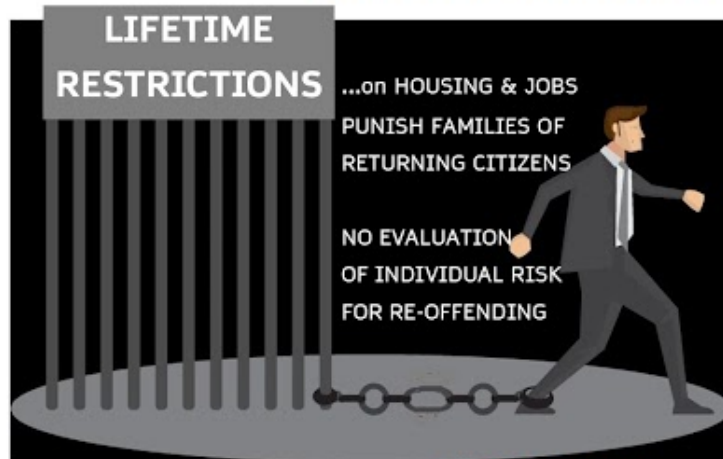 LIFETIME
RESTRICTIONS
...on HOUSING & JOBS
PUNISH FAMILIES OF
RETURNING CITIZENS
NO EVALUATION
OF INDIVIDUAL RISK
FOR RE-OFFENDING